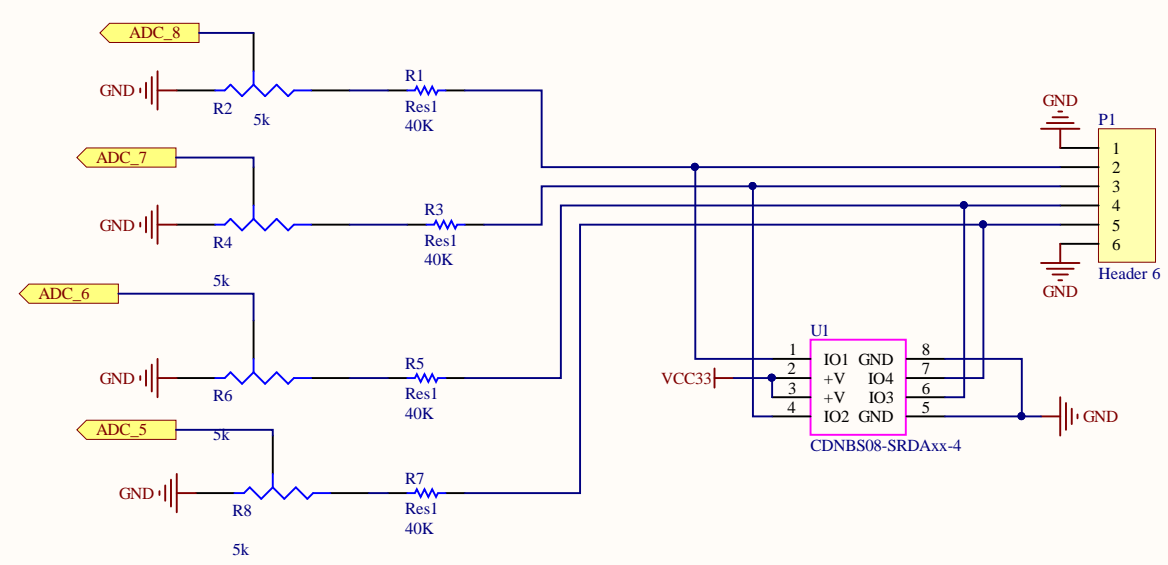 ADC_8
GND
R2
5k
R1
Res1
40K
ADC_7
GND
R4
5k
R3
Res1
40K
ADC_6
GND
R6
5k
R5
Res1
40K
ADC_5
GND
R8
5k
R7
Res1
40K
GND
P1
1
2
3
4
5
6
Header 6
GND
U1
VCC33
1
2
3
4
IO1 GND
+V IO4
+V IO3
IO2 GND
8
7
6
5
CDNBS08-SRDAxx-4
GND